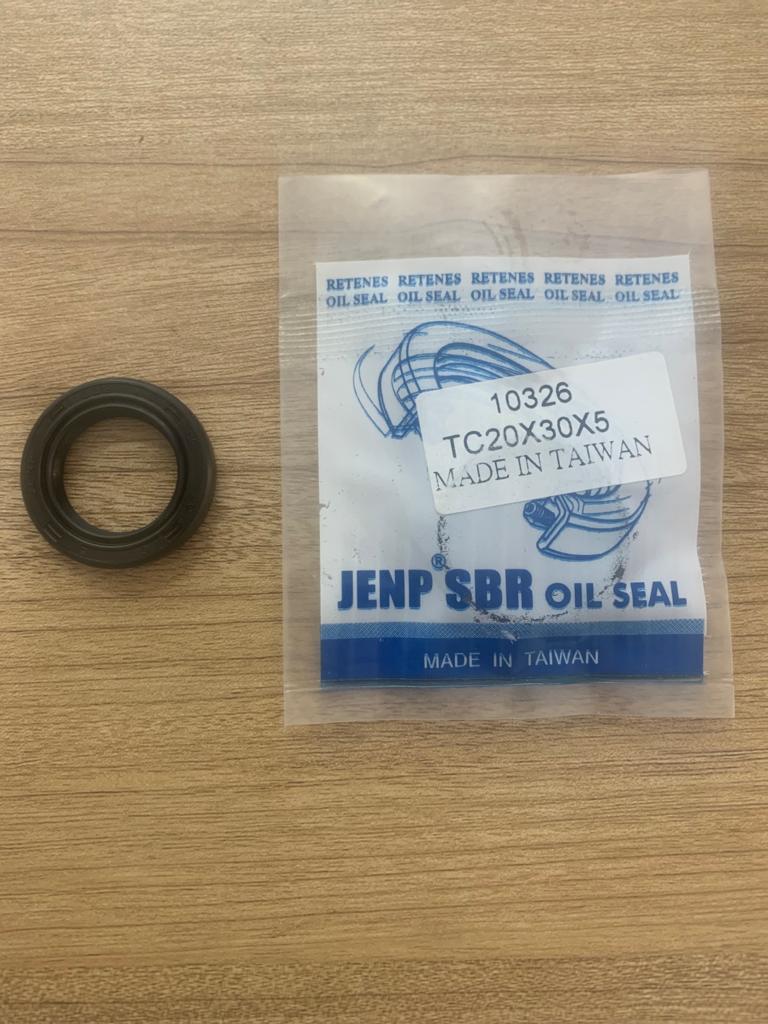 RETENES RETENES RETENES RETENES RETENES
OIL SEAL OIL SEAL OIL SEAL OIL SEAL OIL SEAL
10326
TC20X30X5
MADE IN TAIWAN
JENP® SBR OIL SEAL
MADE IN TAIWAN